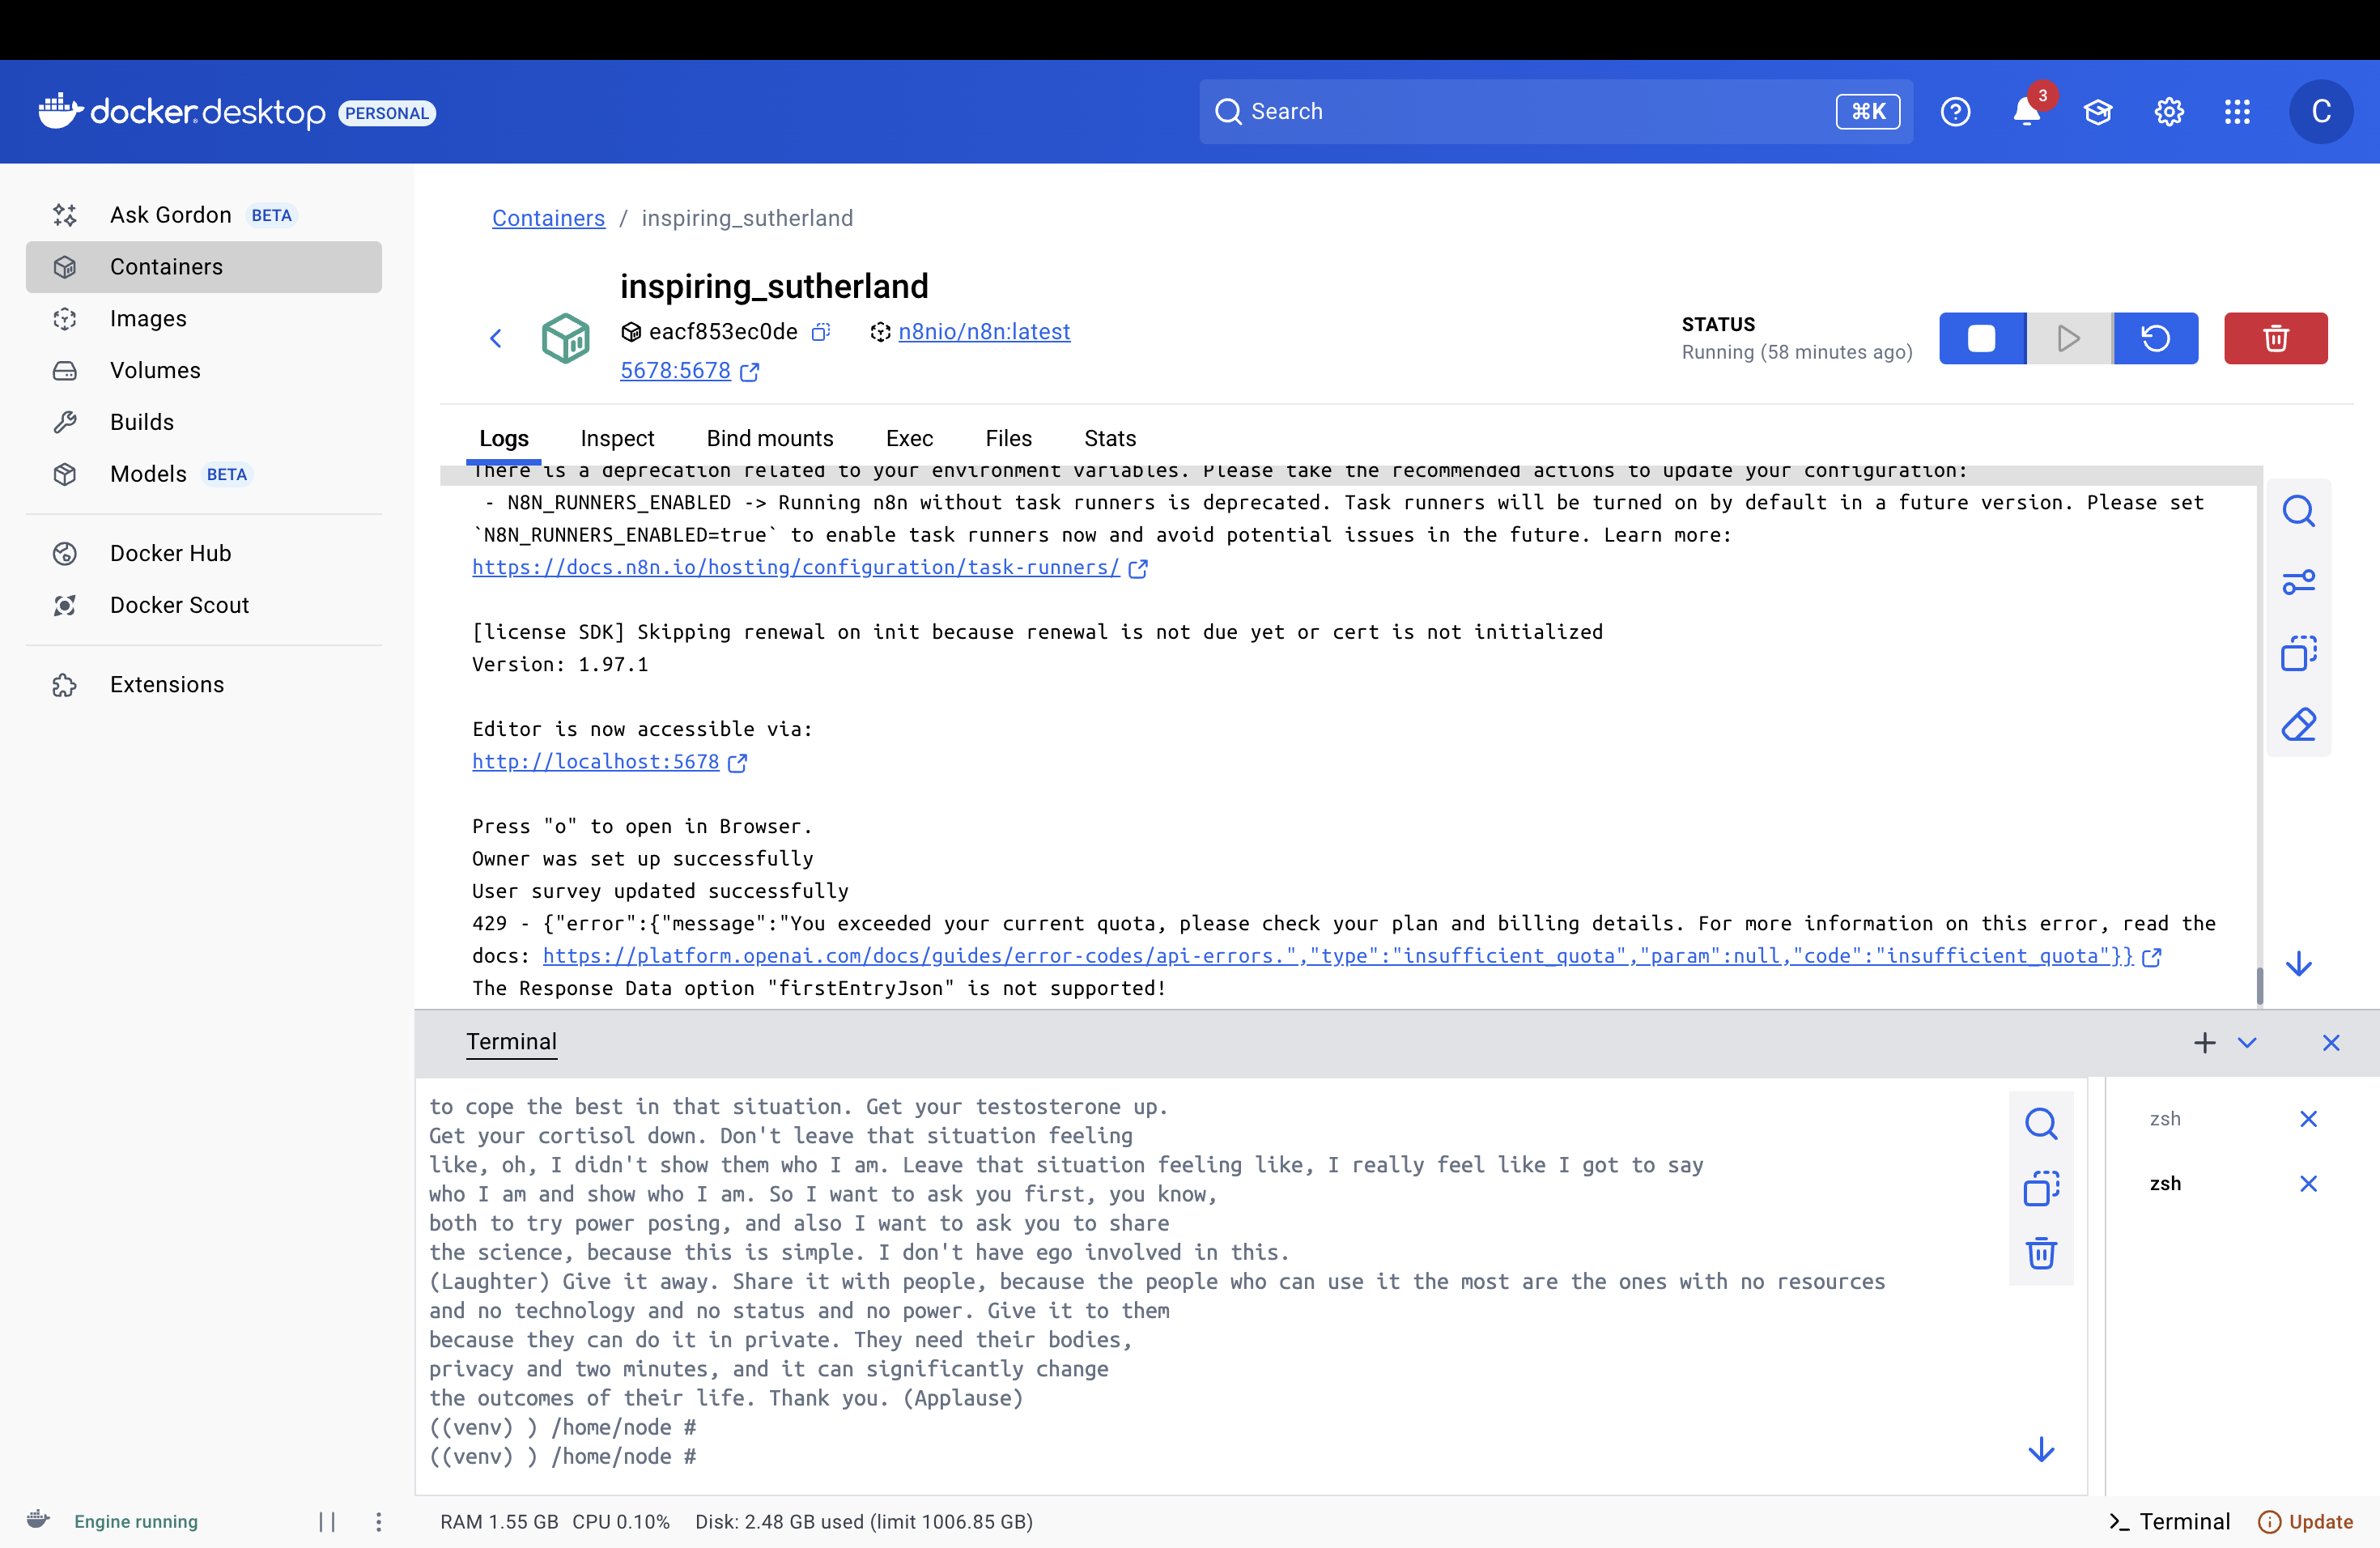 docker.desktop PERSONAL
Search ⌘K
3
C
Ask Gordon BETA
Containers
Images
Volumes
Builds
Models BETA
Docker Hub
Docker Scout
Extensions
Containers / inspiring_sutherland
inspiring_sutherland
eacf853ec0de n8nio/n8n:latest
5678:5678
STATUS
Running (58 minutes ago)
Logs Inspect Bind mounts Exec Files Stats
There is a deprecation related to your environment variables. Please take the recommended actions to update your configuration:
- N8N_RUNNERS_ENABLED -> Running n8n without task runners is deprecated. Task runners will be turned on by default in a future version. Please set
`N8N_RUNNERS_ENABLED=true` to enable task runners now and avoid potential issues in the future. Learn more:
https://docs.n8n.io/hosting/configuration/task-runners/
[license SDK] Skipping renewal on init because renewal is not due yet or cert is not initialized
Version: 1.97.1
Editor is now accessible via:
http://localhost:5678
Press "o" to open in Browser.
Owner was set up successfully
User survey updated successfully
429 - {"error":{"message":"You exceeded your current quota, please check your plan and billing details. For more information on this error, read the
docs: https://platform.openai.com/docs/guides/error-codes/api-errors.","type":"insufficient_quota","param":null,"code":"insufficient_quota"}}
The Response Data option "firstEntryJson" is not supported!
Terminal
to cope the best in that situation. Get your testosterone up.
Get your cortisol down. Don't leave that situation feeling
like, oh, I didn't show them who I am. Leave that situation feeling like, I really feel like I got to say
who I am and show who I am. So I want to ask you first, you know,
both to try power posing, and also I want to ask you to share
the science, because this is simple. I don't have ego involved in this.
(Laughter) Give it away. Share it with people, because the people who can use it the most are the ones with no resources
and no technology and no status and no power. Give it to them
because they can do it in private. They need their bodies,
privacy and two minutes, and it can significantly change
the outcomes of their life. Thank you. (Applause)
((venv) ) /home/node #
((venv) ) /home/node #
zsh
zsh
Engine running
RAM 1.55 GB CPU 0.10% Disk: 2.48 GB used (limit 1006.85 GB)
>_ Terminal
Update